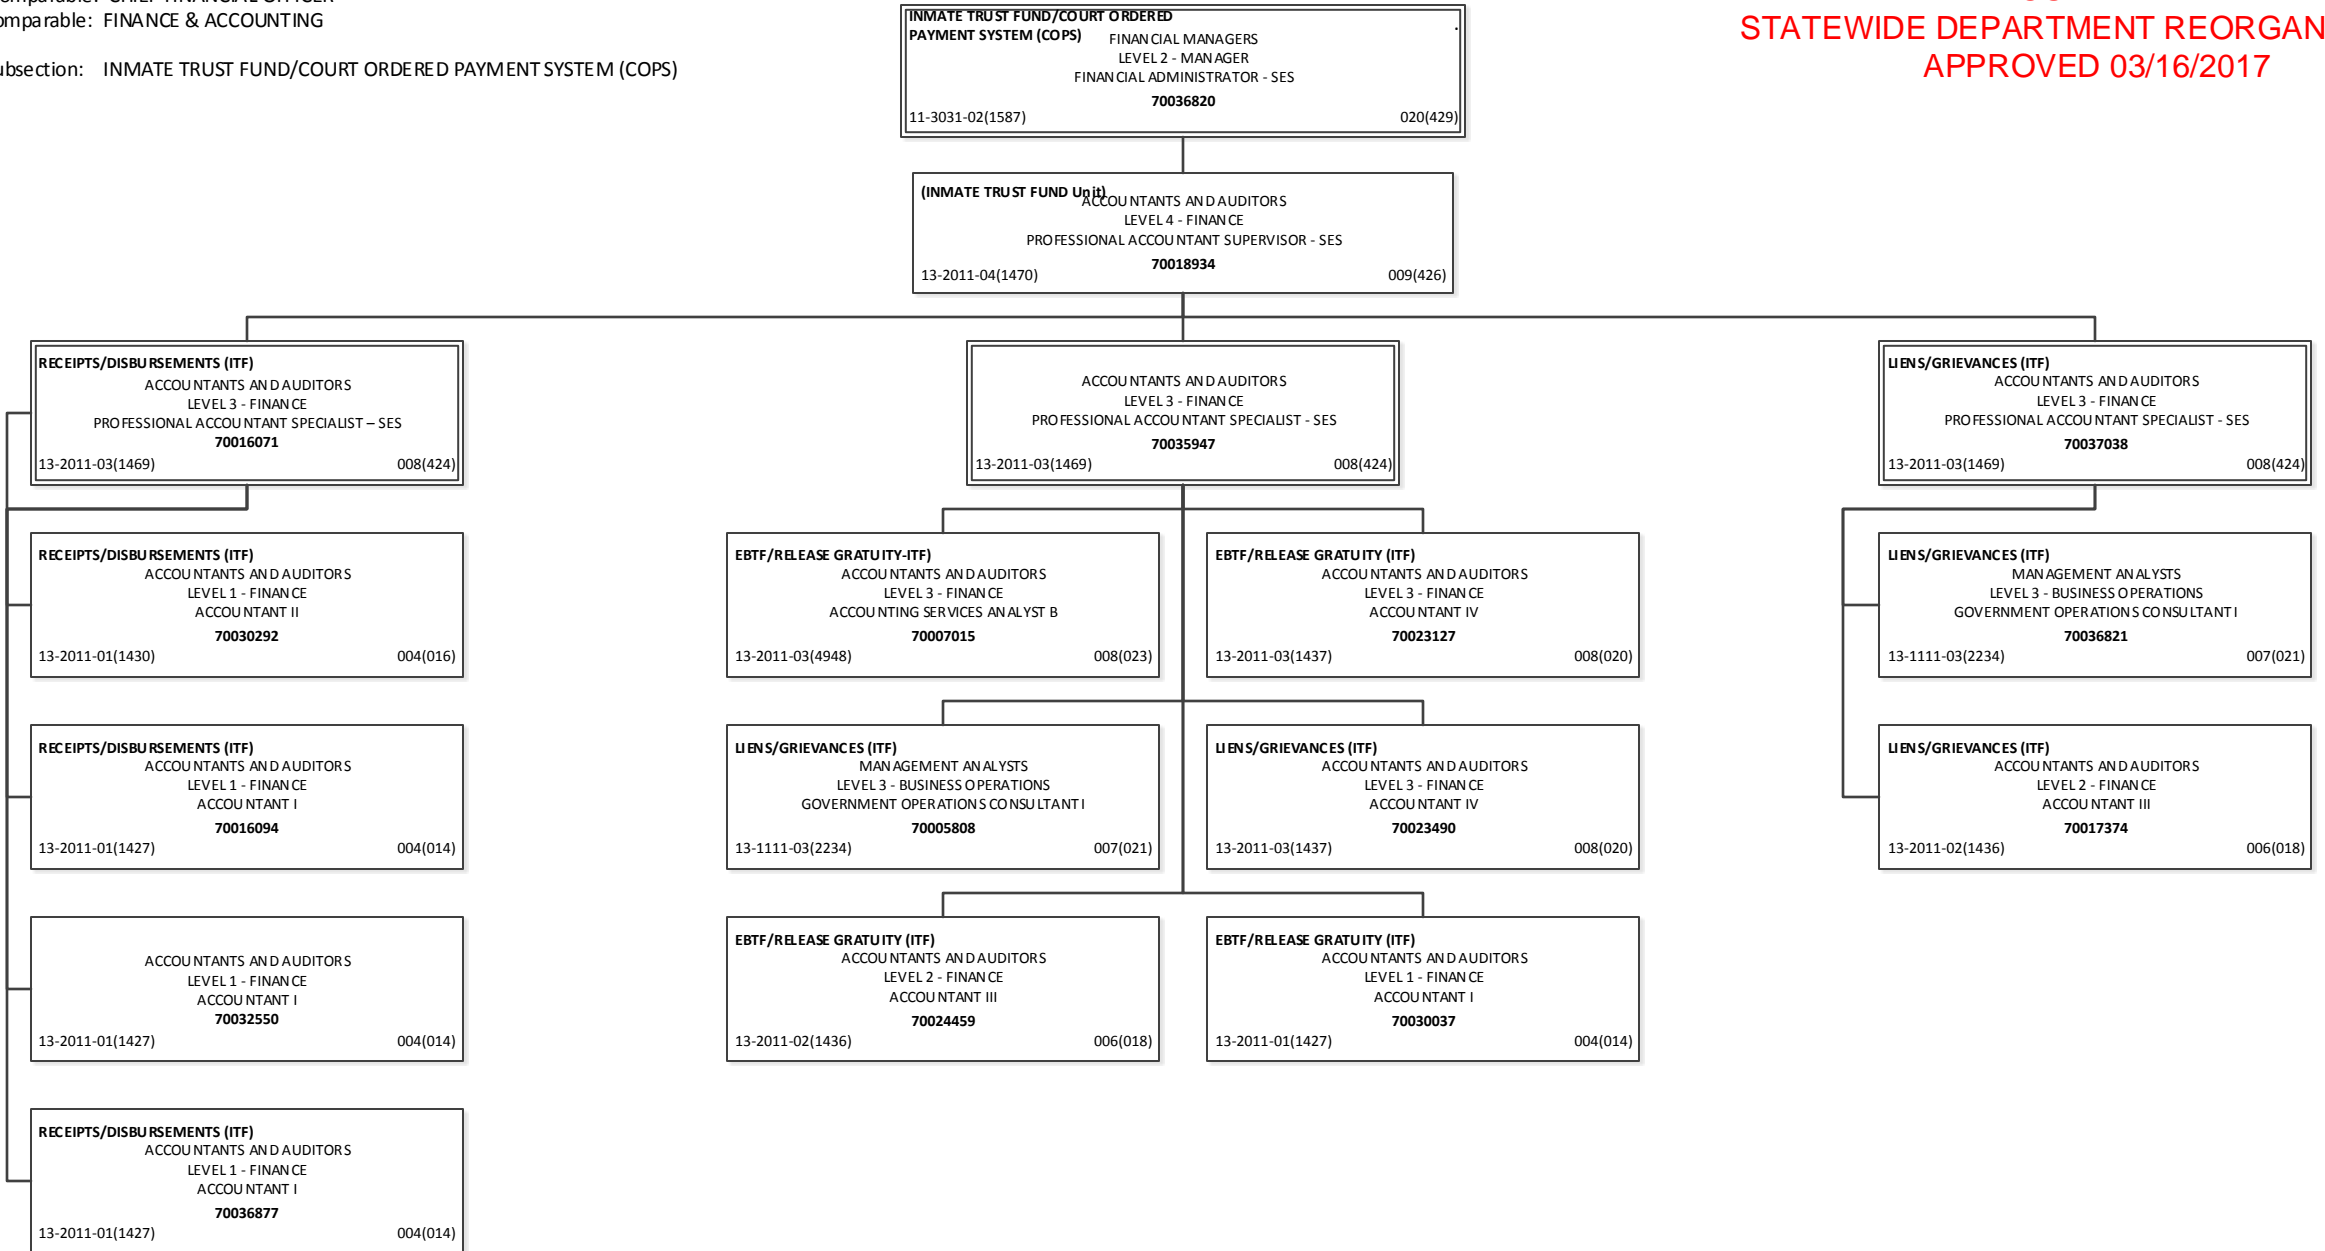 FINANCE & ACCOUNTING
INMATE TRUST FUND/COURT ORDERED PAYMENT SYSTEM (COPS)
STATEWIDE DEPARTMENT REORGAN
APPROVED 03/16/2017
INMATE TRUST FUND/COURT ORDERED
PAYMENT SYSTEM (COPS)
FINANCIAL MANAGERS
LEVEL 2 - MANAGER
FINANCIAL ADMINISTRATOR - SES
70036820
11-3031-02(1587) 020(429)
(INMATE TRUST FUND Unit)
ACCOUNTANTS AND AUDITORS
LEVEL 4 - FINANCE
PROFESSIONAL ACCOUNTANT SUPERVISOR - SES
70018934
13-2011-04(1470) 009(426)
RECEIPTS/DISBURSEMENTS (ITF)
ACCOUNTANTS AND AUDITORS
LEVEL 3 - FINANCE
PROFESSIONAL ACCOUNTANT SPECIALIST – SES
70016071
13-2011-03(1469) 008(424)
ACCOUNTANTS AND AUDITORS
LEVEL 3 - FINANCE
PROFESSIONAL ACCOUNTANT SPECIALIST - SES
70035947
13-2011-03(1469) 008(424)
LIENS/GRIEVANCES (ITF)
ACCOUNTANTS AND AUDITORS
LEVEL 3 - FINANCE
PROFESSIONAL ACCOUNTANT SPECIALIST - SES
70037038
13-2011-03(1469) 008(424)
RECEIPTS/DISBURSEMENTS (ITF)
ACCOUNTANTS AND AUDITORS
LEVEL 1 - FINANCE
ACCOUNTANT II
70030292
13-2011-01(1430) 004(016)
EBTF/RELEASE GRATUITY-ITF)
ACCOUNTANTS AND AUDITORS
LEVEL 3 - FINANCE
ACCOUNTING SERVICES ANALYST B
70007015
13-2011-03(4948) 008(023)
EBTF/RELEASE GRATUITY (ITF)
ACCOUNTANTS AND AUDITORS
LEVEL 3 - FINANCE
ACCOUNTANT IV
70023127
13-2011-03(1437) 008(020)
LIENS/GRIEVANCES (ITF)
MANAGEMENT ANALYSTS
LEVEL 3 - BUSINESS OPERATIONS
GOVERNMENT OPERATIONS CONSULTANT I
70036821
13-1111-03(2234) 007(021)
RECEIPTS/DISBURSEMENTS (ITF)
ACCOUNTANTS AND AUDITORS
LEVEL 1 - FINANCE
ACCOUNTANT I
70016094
13-2011-01(1427) 004(014)
LIENS/GRIEVANCES (ITF)
MANAGEMENT ANALYSTS
LEVEL 3 - BUSINESS OPERATIONS
GOVERNMENT OPERATIONS CONSULTANT I
70005808
13-1111-03(2234) 007(021)
LIENS/GRIEVANCES (ITF)
ACCOUNTANTS AND AUDITORS
LEVEL 3 - FINANCE
ACCOUNTANT IV
70023490
13-2011-03(1437) 008(020)
LIENS/GRIEVANCES (ITF)
ACCOUNTANTS AND AUDITORS
LEVEL 2 - FINANCE
ACCOUNTANT III
70017374
13-2011-02(1436) 006(018)
ACCOUNTANTS AND AUDITORS
LEVEL 1 - FINANCE
ACCOUNTANT I
70032550
13-2011-01(1427) 004(014)
EBTF/RELEASE GRATUITY (ITF)
ACCOUNTANTS AND AUDITORS
LEVEL 2 - FINANCE
ACCOUNTANT III
70024459
13-2011-02(1436) 006(018)
EBTF/RELEASE GRATUITY (ITF)
ACCOUNTANTS AND AUDITORS
LEVEL 1 - FINANCE
ACCOUNTANT I
70030037
13-2011-01(1427) 004(014)
RECEIPTS/DISBURSEMENTS (ITF)
ACCOUNTANTS AND AUDITORS
LEVEL 1 - FINANCE
ACCOUNTANT I
70036877
13-2011-01(1427) 004(014)